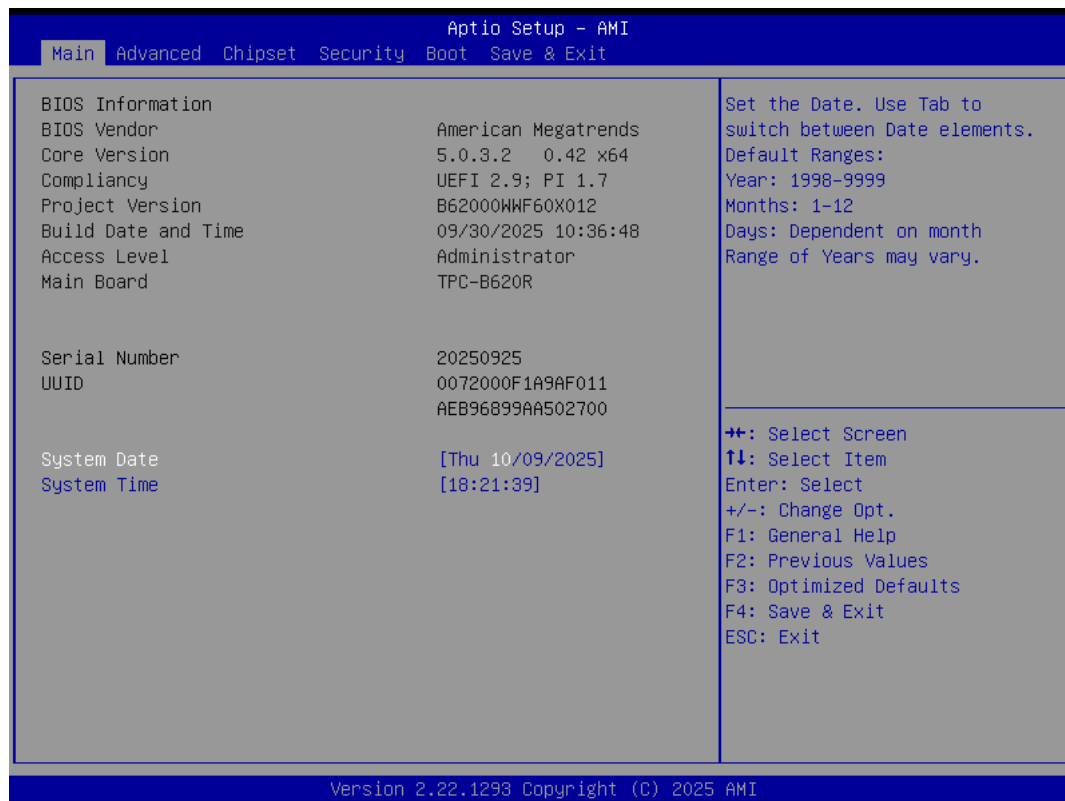 Aptio Setup – AMI
Main Advanced Chipset Security Boot Save & Exit
BIOS Information
BIOS Vendor American Megatrends
Core Version 5.0.3.2 0.42 x64
Compliancy UEFI 2.9; PI 1.7
Project Version B62000WWF60X012
Build Date and Time 09/30/2025 10:36:48
Access Level Administrator
Main Board TPC-B620R
Serial Number 20250925
UUID 0072000F1A9AF011
AEB96899AA502700
System Date [Thu 10/09/2025]
System Time [18:21:39]
Set the Date. Use Tab to
switch between Date elements.
Default Ranges:
Year: 1998-9999
Months: 1-12
Days: Dependent on month
Range of Years may vary.
→←: Select Screen
↑↓: Select Item
Enter: Select
+/-: Change Opt.
F1: General Help
F2: Previous Values
F3: Optimized Defaults
F4: Save & Exit
ESC: Exit
Version 2.22.1293 Copyright (C) 2025 AMI